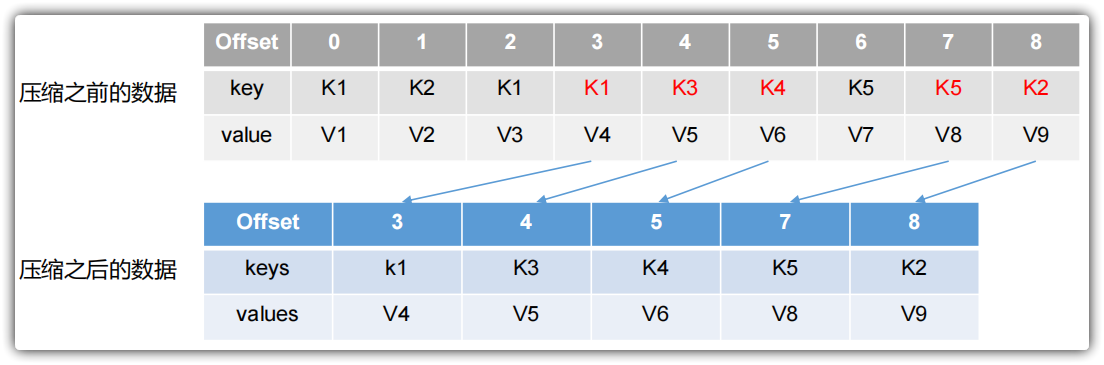 Offset 0 1 2 3 4 5 6 7 8
压缩之前的数据
key K1 K2 K1 K1 K3 K4 K5 K5 K2
value V1 V2 V3 V4 V5 V6 V7 V8 V9
Offset 3 4 5 7 8
压缩之后的数据
keys k1 K3 K4 K5 K2
values V4 V5 V6 V8 V9